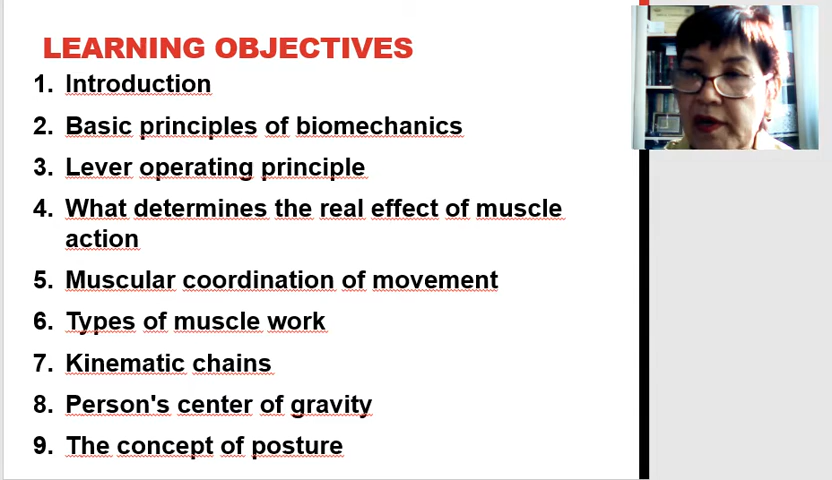 LEARNING OBJECTIVES
1. Introduction
2. Basic principles of biomechanics
3. Lever operating principle
4. What determines the real effect of muscle
action
5. Muscular coordination of movement
6. Types of muscle work
7. Kinematic chains
8. Person's center of gravity
9. The concept of posture